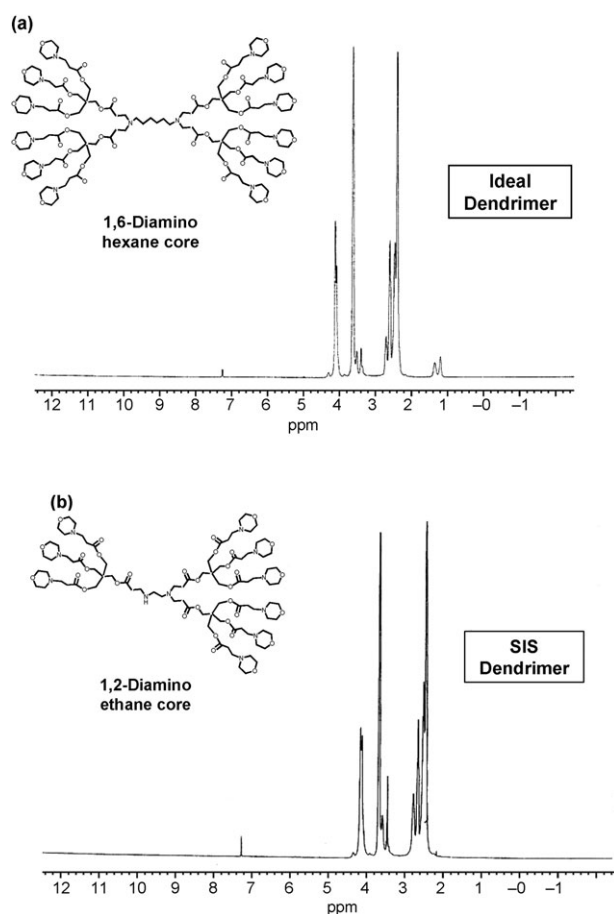 (a)
1,6-Diamino
hexane core
Ideal
Dendrimer
12 11 10 9 8 7 6 5 4 3 2 1 –0 –1
ppm
(b)
1,2-Diamino
ethane core
SIS
Dendrimer
12 11 10 9 8 7 6 5 4 3 2 1 –0 –1
ppm